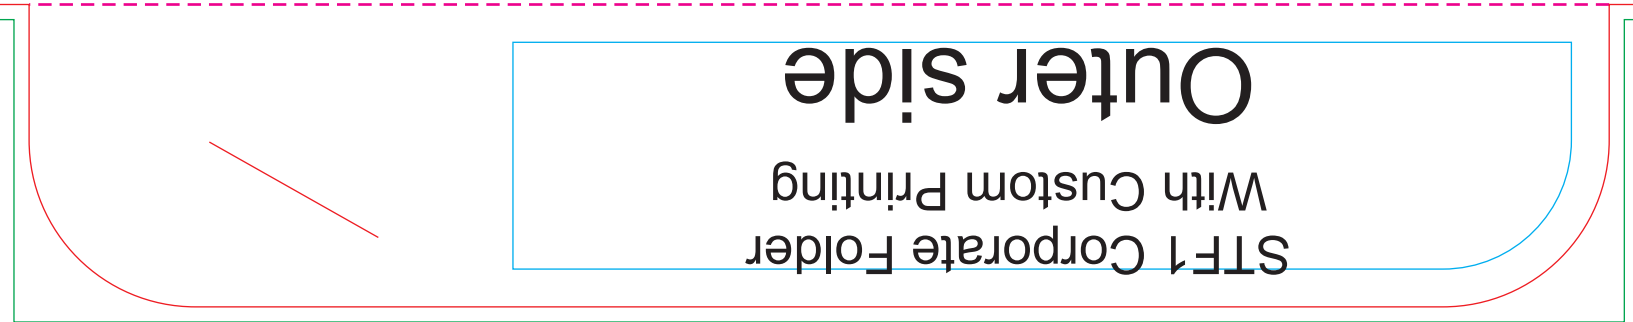 STF1 Corporate Folder
With Custom Printing
Outer side